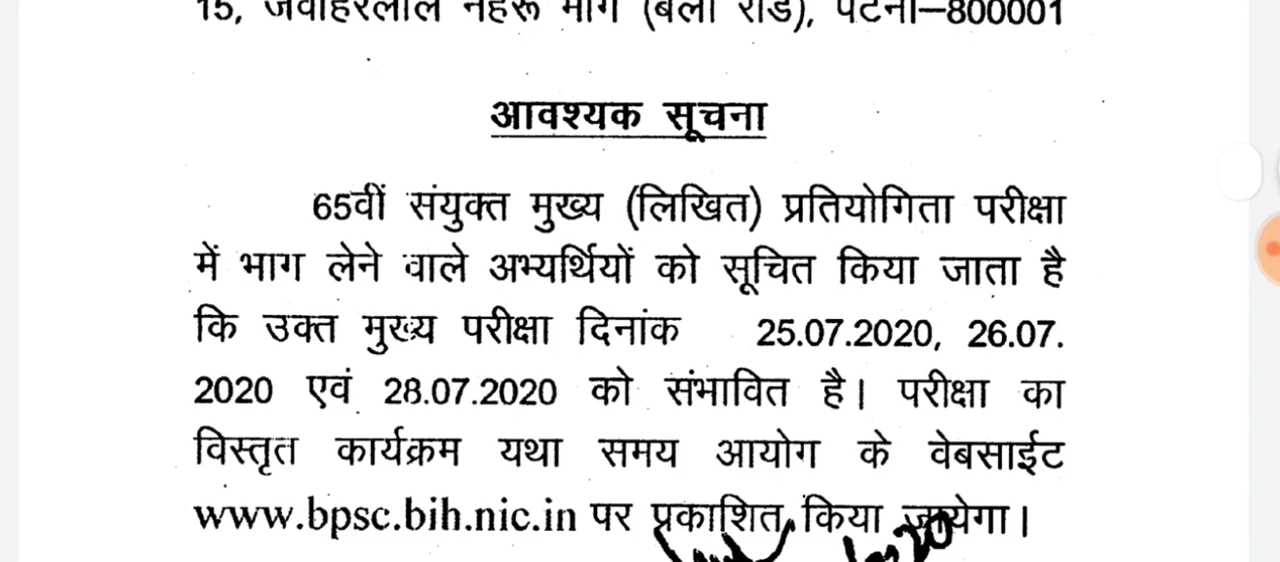 15, जवाहरलाल नेहरू मार्ग (बेली रोड), पटना–800001
आवश्यक सूचना
65वीं संयुक्त मुख्य (लिखित) प्रतियोगिता परीक्षा
में भाग लेने वाले अभ्यर्थियों को सूचित किया जाता है
कि उक्त मुख्य परीक्षा दिनांक 25.07.2020, 26.07.
2020 एवं 28.07.2020 को संभावित है। परीक्षा का
विस्तृत कार्यक्रम यथा समय आयोग के वेबसाईट
www.bpsc.bih.nic.in पर प्रकाशित किया जायेगा।